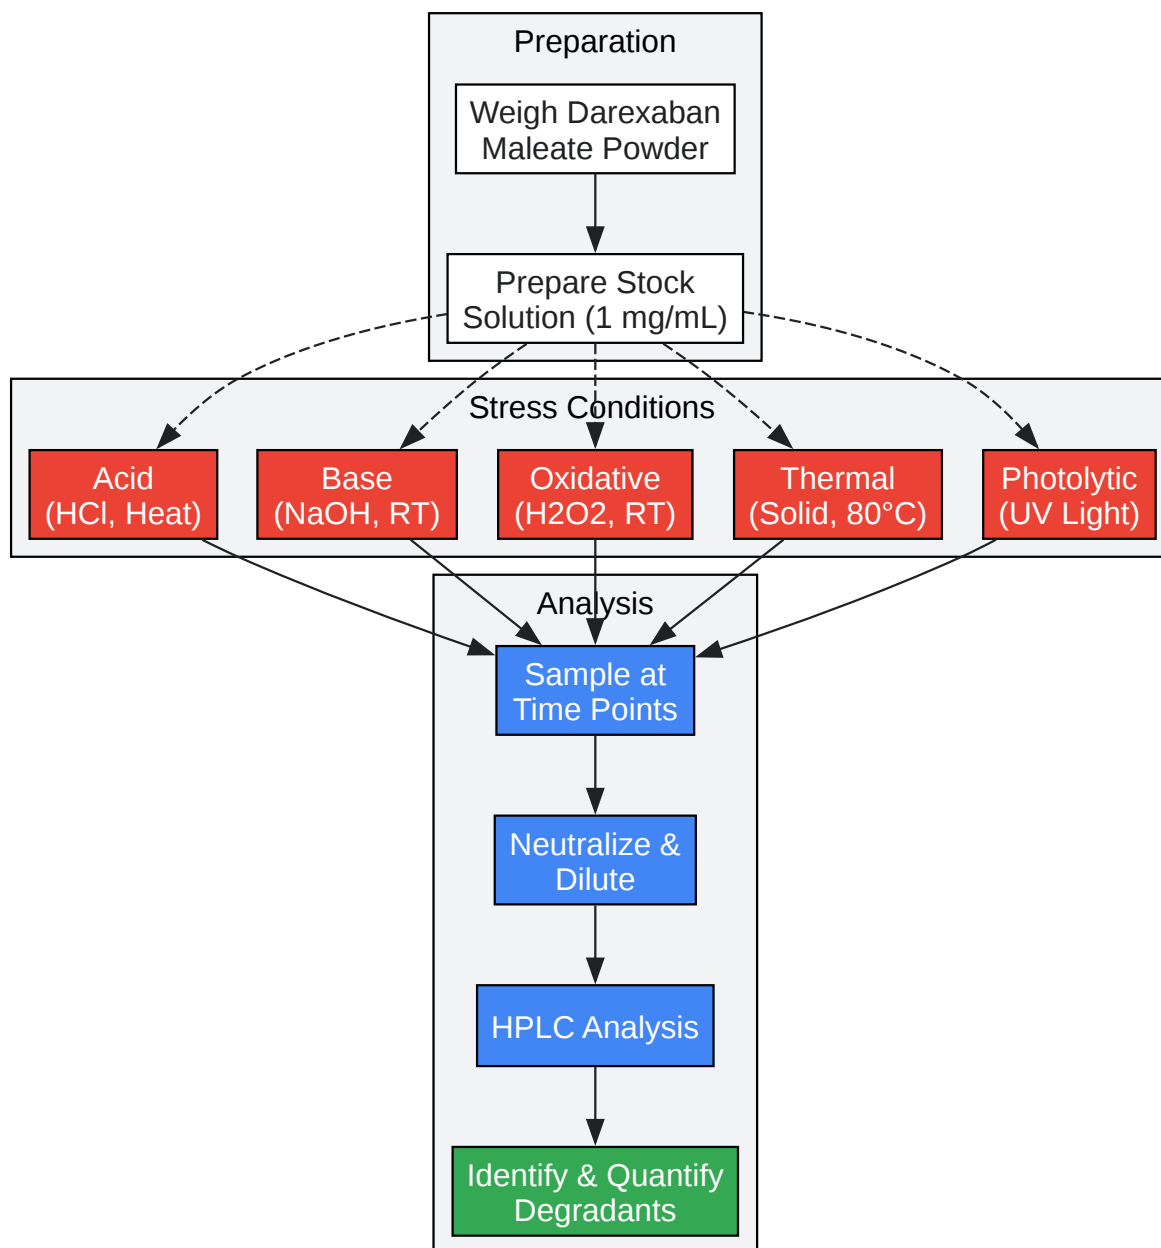 Preparation
Weigh Darexaban
Maleate Powder
Prepare Stock
Solution (1 mg/mL)
Stress Conditions
Acid
(HCl, Heat)
Base
(NaOH, RT)
Oxidative
(H2O2, RT)
Thermal
(Solid, 80°C)
Photolytic
(UV Light)
Analysis
Sample at
Time Points
Neutralize &
Dilute
HPLC Analysis
Identify & Quantify
Degradants